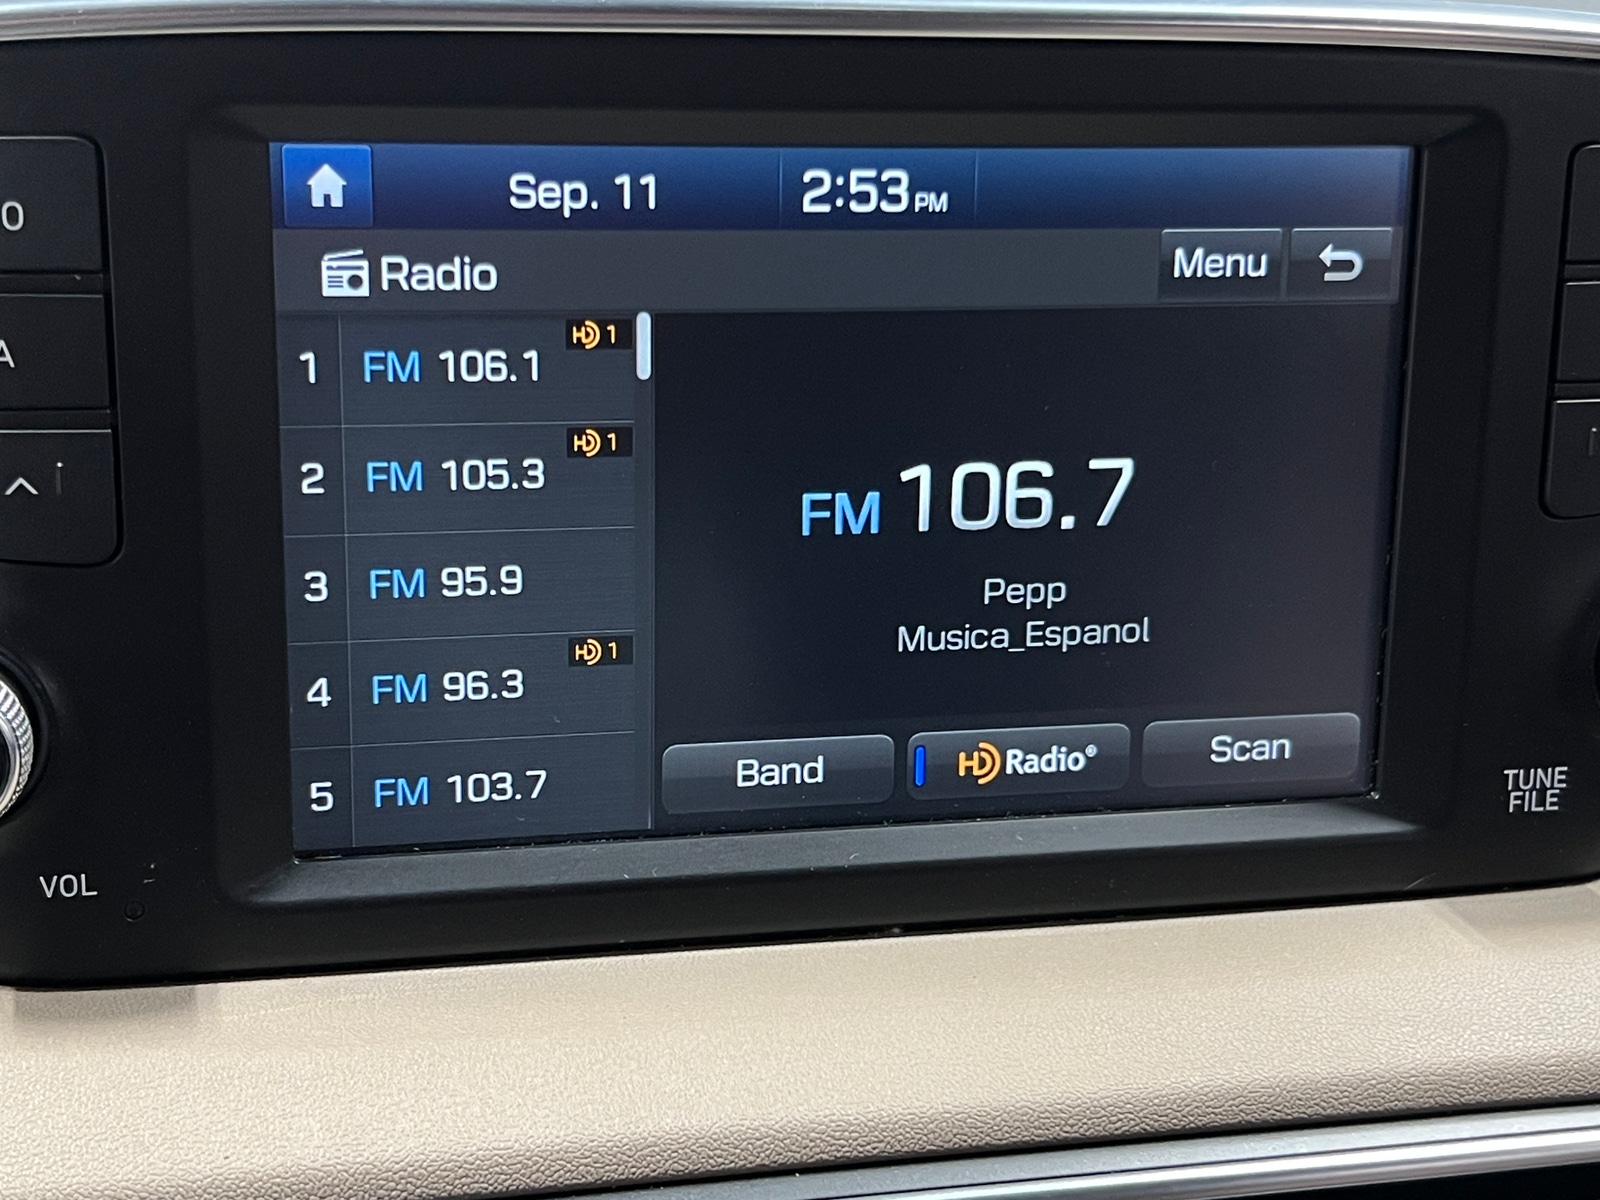 Sep. 11 2:53 PM
Radio Menu
1 FM 106.1 HD 1
2 FM 105.3 HD 1
3 FM 95.9
4 FM 96.3 HD 1
5 FM 103.7
FM 106.7
Pepp
Musica_Espanol
Band HD Radio® Scan
VOL
TUNE
FILE